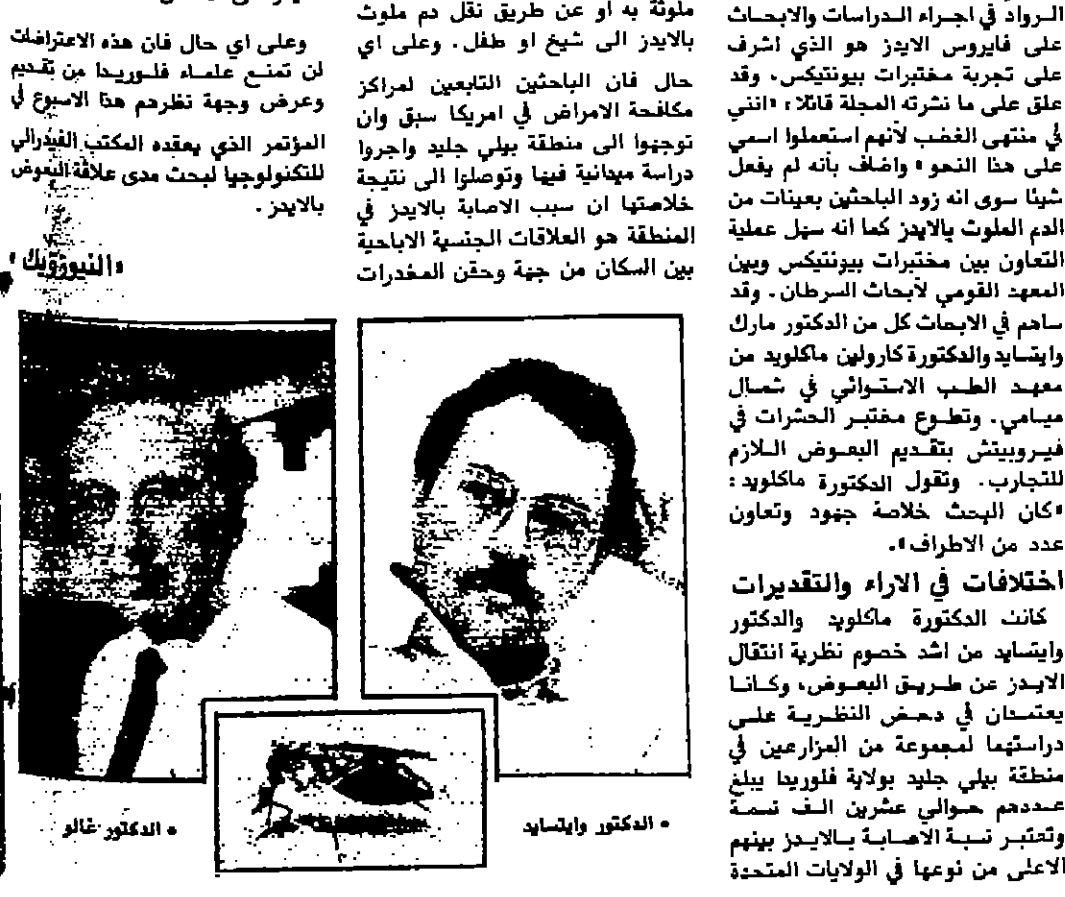 الرواد في اجراء الدراسات والابحاث
على فايروس الايدز هو الذي اشرف
على تجربة مختبرات بيونتيكس. وقد
علق على ما نشرته المجلة قائلا: «انني
في منتهى الغضب لأنهم استعملوا اسمي
على هذا النحو» واضاف بأنه لم يفعل
شيئا سوى انه زود الباحثين بعينات من
الدم الملوث بالايدز كما انه سهل عملية
التعاون بين مختبرات بيونتيكس وبين
المعهد القومي لأبحاث السرطان. وقد
ساهم في الابحاث كل من الدكتور مارك
وايتسايد والدكتورة كارولين ماكلويد من
معهد الطب الاستوائي في شمال
ميامي. وتطوع مختبر الحشرات في
فيروبيتش بتقديم البعوض اللازم
للتجارب. وتقول الدكتورة ماكلويد:
«كان البحث خلاصة جهود وتعاون
عدد من الاطراف».
اختلافات في الاراء والتقديرات
كانت الدكتورة ماكلويد والدكتور
وايتسايد من اشد خصوم نظرية انتقال
الايدز عن طريق البعوض، وكانا
يعتمدان في دحض النظرية على
دراستهما لمجموعة من المزارعين في
منطقة بيلي جليد بولاية فلوريدا يبلغ
عددهم حوالي عشرين الف نسمة
وتعتبر نسبة الاصابة بالايدز بينهم
الاعلى من نوعها في الولايات المتحدة
ملوثة به او عن طريق نقل دم ملوث
بالايدز الى شيخ او طفل. وعلى اي
حال فان الباحثين التابعين لمراكز
مكافحة الامراض في امريكا سبق وان
توجهوا الى منطقة بيلي جليد واجروا
دراسة ميدانية فيها وتوصلوا الى نتيجة
خلاصتها ان سبب الاصابة بالايدز في
المنطقة هو العلاقات الجنسية الاباحية
بين السكان من جهة وحقن المخدرات
وعلى اي حال فان هذه الاعتراضات
لن تمنع علماء فلوريدا من تقديم
وعرض وجهة نظرهم هذا الاسبوع في
المؤتمر الذي يعقده المكتب الفيدرالي
للتكنولوجيا لبحث مدى علاقة البعوض
بالايدز.
«النيوزويك»
• الدكتور وايتسايد
• الدكتور غالو